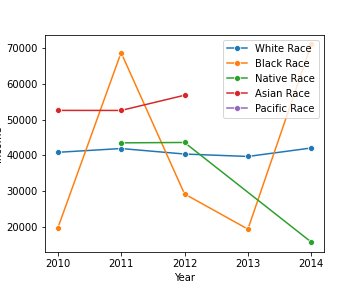 White Race
Black Race
Native Race
Asian Race
Pacific Race
70000
60000
50000
40000
30000
20000
2010 2011 2012 2013 2014
Year